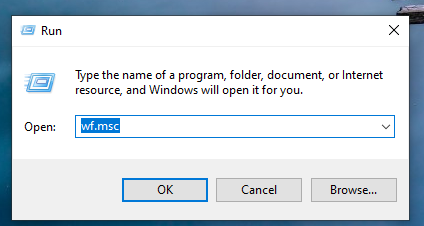 Run
Type the name of a program, folder, document, or Internet
resource, and Windows will open it for you.
Open: wf.msc
OK Cancel Browse...